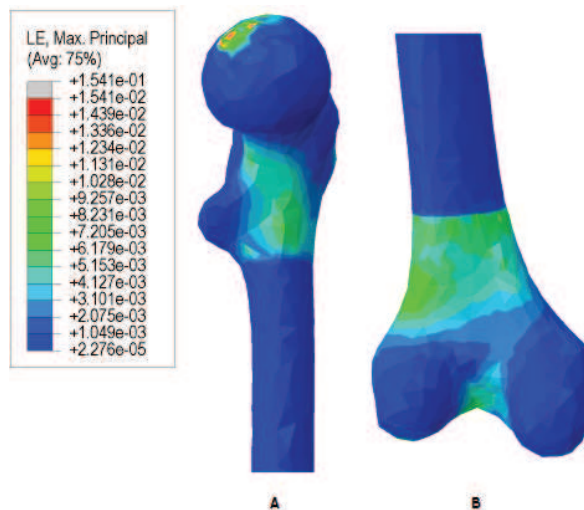 LE, Max. Principal
(Avg: 75%)
+1.541e-01
+1.541e-02
+1.439e-02
+1.336e-02
+1.234e-02
+1.131e-02
+1.028e-02
+9.257e-03
+8.231e-03
+7.205e-03
+6.179e-03
+5.153e-03
+4.127e-03
+3.101e-03
+2.075e-03
+1.049e-03
+2.276e-05
A B